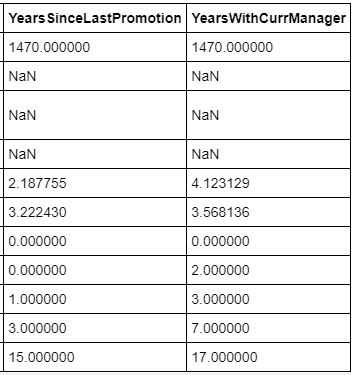 YearsSinceLastPromotion YearsWithCurrManager
1470.000000 1470.000000
NaN NaN
NaN NaN
NaN NaN
2.187755 4.123129
3.222430 3.568136
0.000000 0.000000
0.000000 2.000000
1.000000 3.000000
3.000000 7.000000
15.000000 17.000000